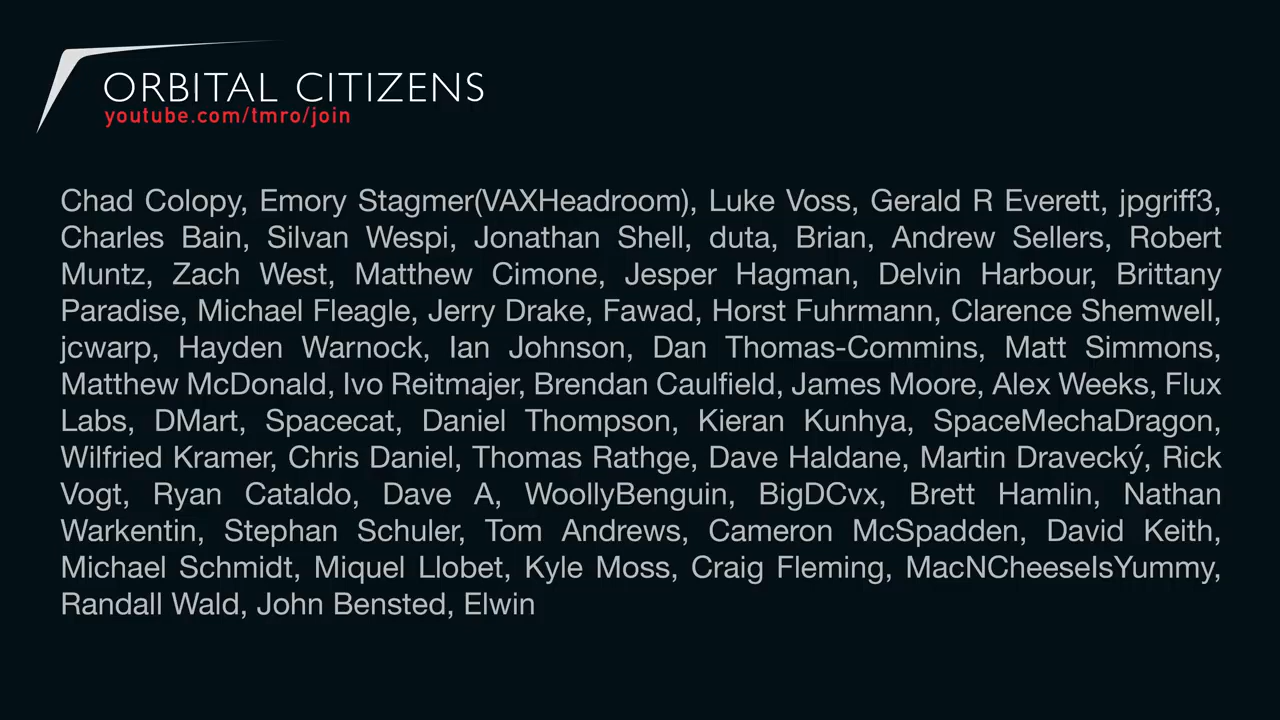 ORBITAL CITIZENS
youtube.com/tmro/join
Chad Colopy, Emory Stagmer(VAXHeadroom), Luke Voss, Gerald R Everett, jpgriff3,
Charles Bain, Silvan Wespi, Jonathan Shell, duta, Brian, Andrew Sellers, Robert
Muntz, Zach West, Matthew Cimone, Jesper Hagman, Delvin Harbour, Brittany
Paradise, Michael Fleagle, Jerry Drake, Fawad, Horst Fuhrmann, Clarence Shemwell,
jcwarp, Hayden Warnock, Ian Johnson, Dan Thomas-Commins, Matt Simmons,
Matthew McDonald, Ivo Reitmajer, Brendan Caulfield, James Moore, Alex Weeks, Flux
Labs, DMart, Spacecat, Daniel Thompson, Kieran Kunhya, SpaceMechaDragon,
Wilfried Kramer, Chris Daniel, Thomas Rathge, Dave Haldane, Martin Dravecký, Rick
Vogt, Ryan Cataldo, Dave A, WoollyBenguin, BigDCvx, Brett Hamlin, Nathan
Warkentin, Stephan Schuler, Tom Andrews, Cameron McSpadden, David Keith,
Michael Schmidt, Miquel Llobet, Kyle Moss, Craig Fleming, MacNCheeseIsYummy,
Randall Wald, John Bensted, Elwin